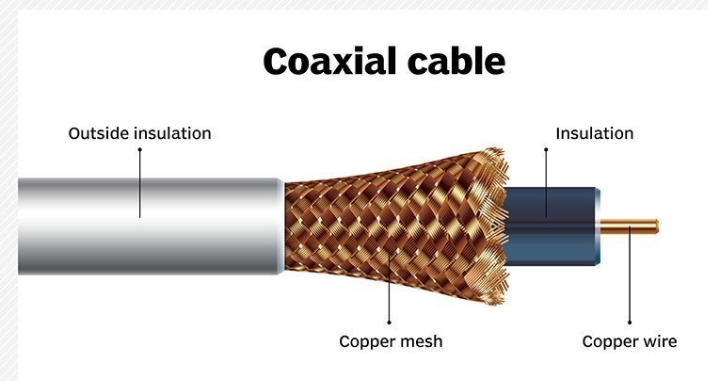 Coaxial cable
Outside insulation
Insulation
Copper mesh
Copper wire